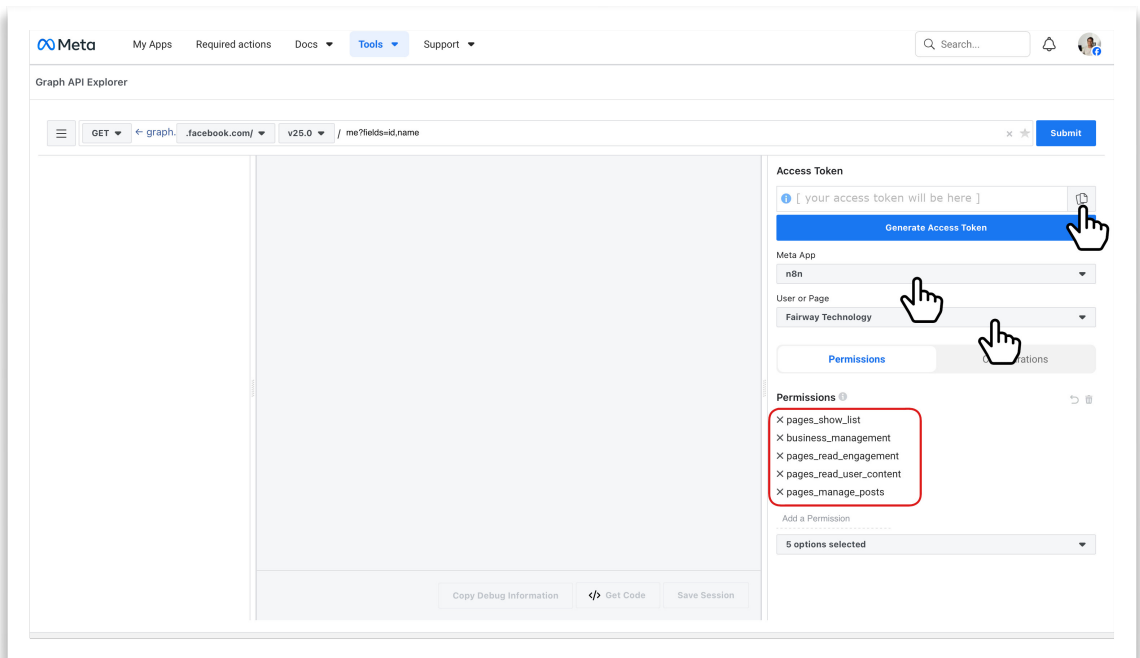 Meta My Apps Required actions Docs Tools Support Search...
Graph API Explorer
GET graph. .facebook.com/ v25.0 / me?fields=id,name Submit
Access Token
[ your access token will be here ]
Generate Access Token
Meta App
n8n
User or Page
Fairway Technology
Permissions
Permissions
pages_show_list
business_management
pages_read_engagement
pages_read_user_content
pages_manage_posts
Add a Permission
5 options selected
Copy Debug Information </> Get Code Save Session